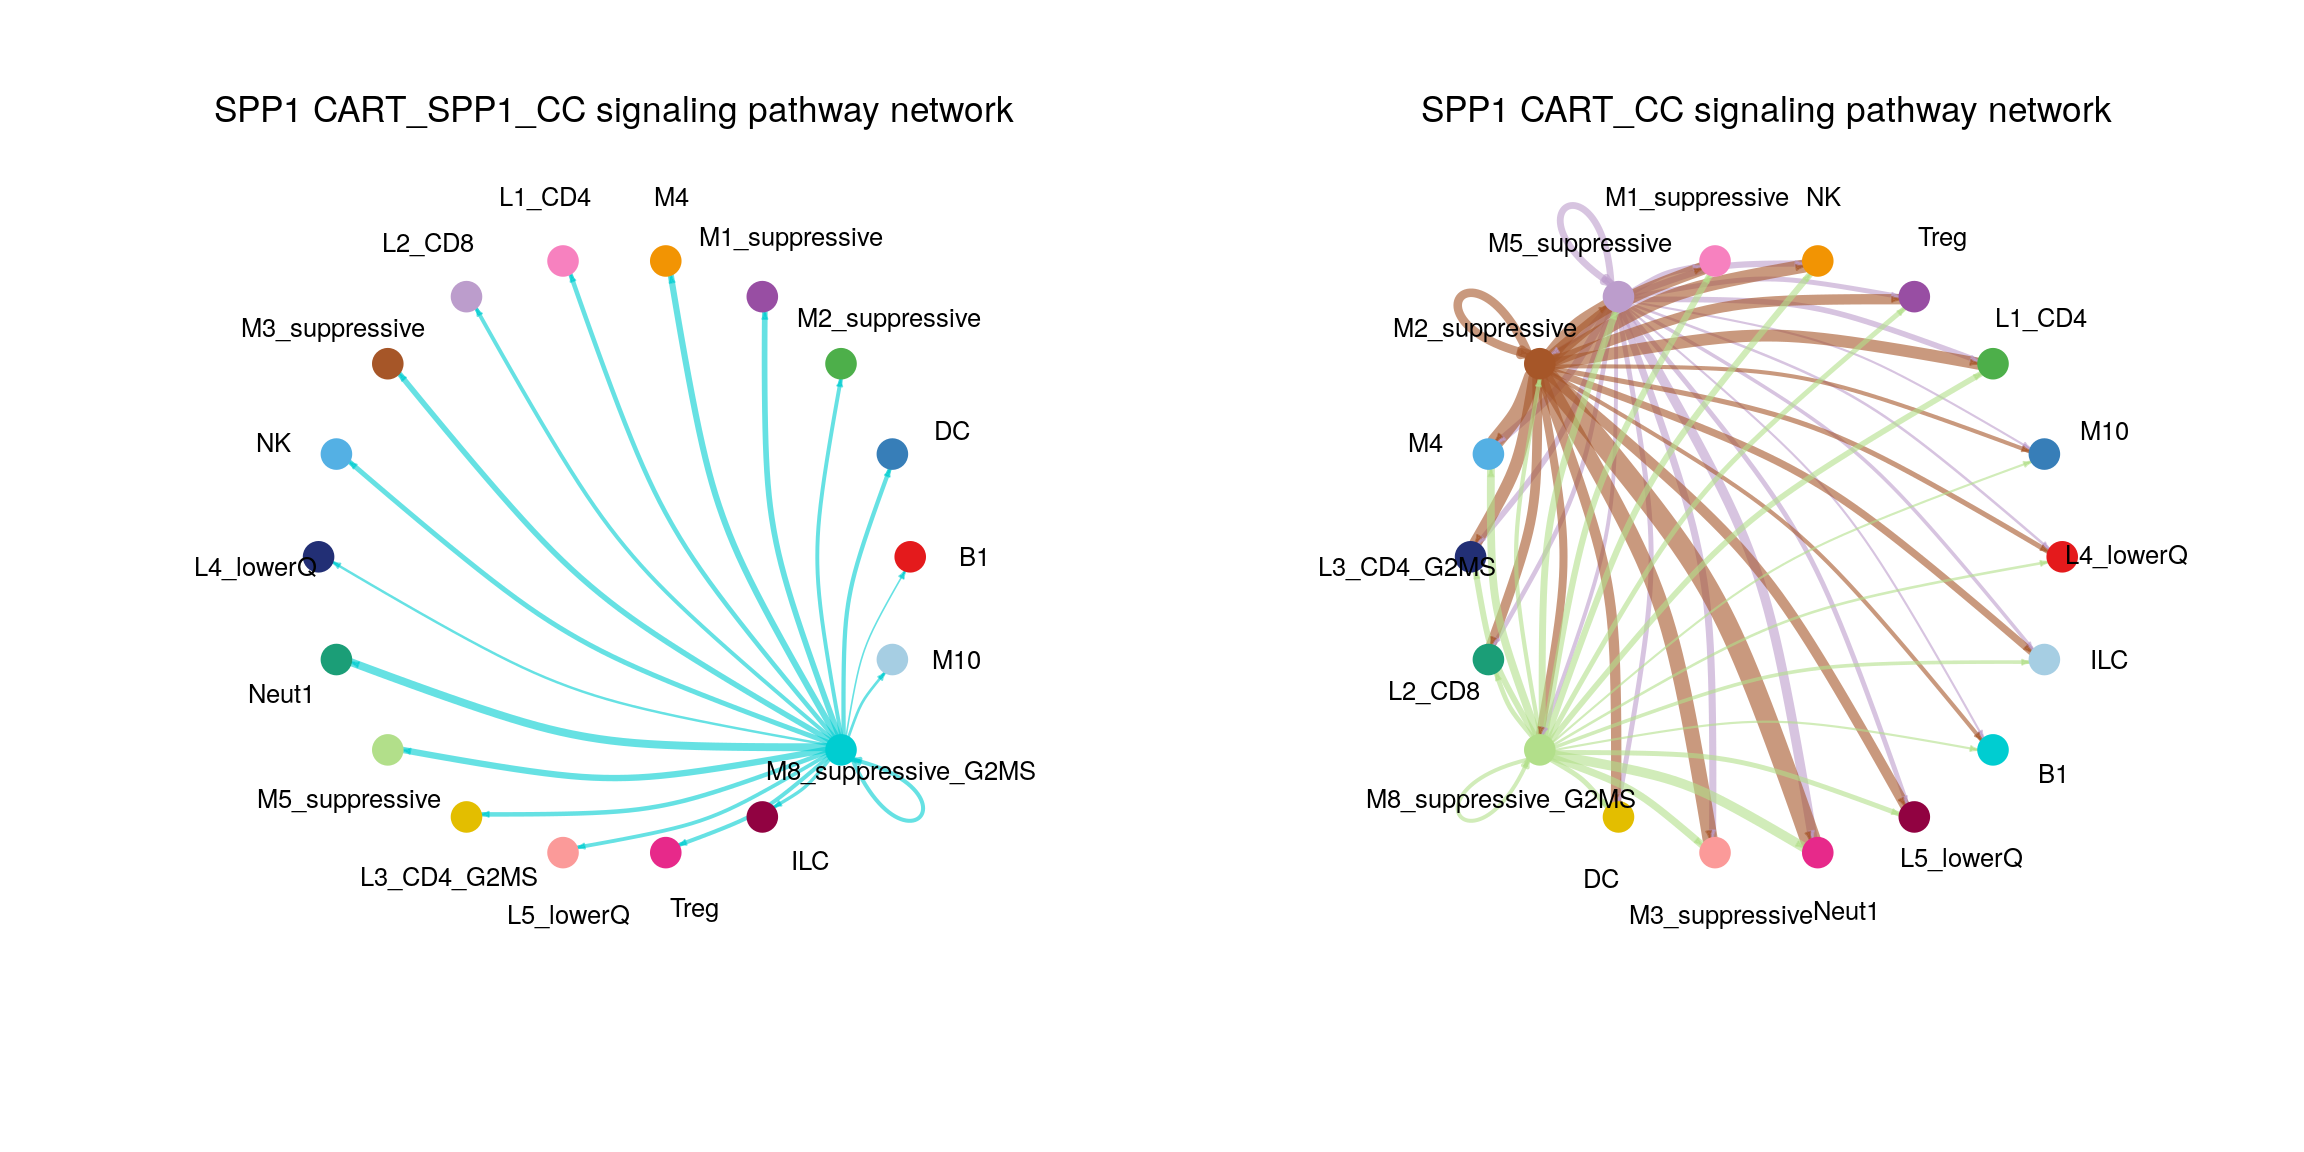 SPP1 CART_SPP1_CC signaling pathway network
L1_CD4
M4
L2_CD8
M1_suppressive
M3_suppressive
M2_suppressive
NK
DC
L4_lowerQ
B1
Neut1
M10
M8_suppressive_G2MS
M5_suppressive
L3_CD4_G2MS
ILC
L5_lowerQ
Treg
SPP1 CART_CC signaling pathway network
M1_suppressive
NK
M5_suppressive
Treg
M2_suppressive
L1_CD4
M4
M10
L3_CD4_G2MS
L4_lowerQ
L2_CD8
ILC
M8_suppressive_G2MS
B1
DC
L5_lowerQ
M3_suppressive
Neut1